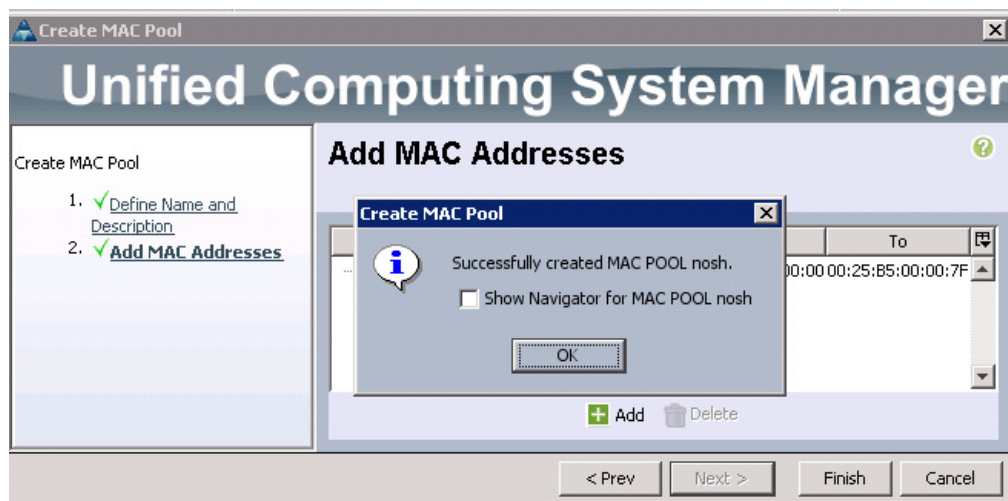 Create MAC Pool
Unified Computing System Manager
Create MAC Pool
1. Define Name and
Description
2. Add MAC Addresses
Add MAC Addresses
To
00:00 00:25:B5:00:00:7F
Create MAC Pool
Successfully created MAC POOL nosh.
Show Navigator for MAC POOL nosh
OK
Add Delete
< Prev Next > Finish Cancel